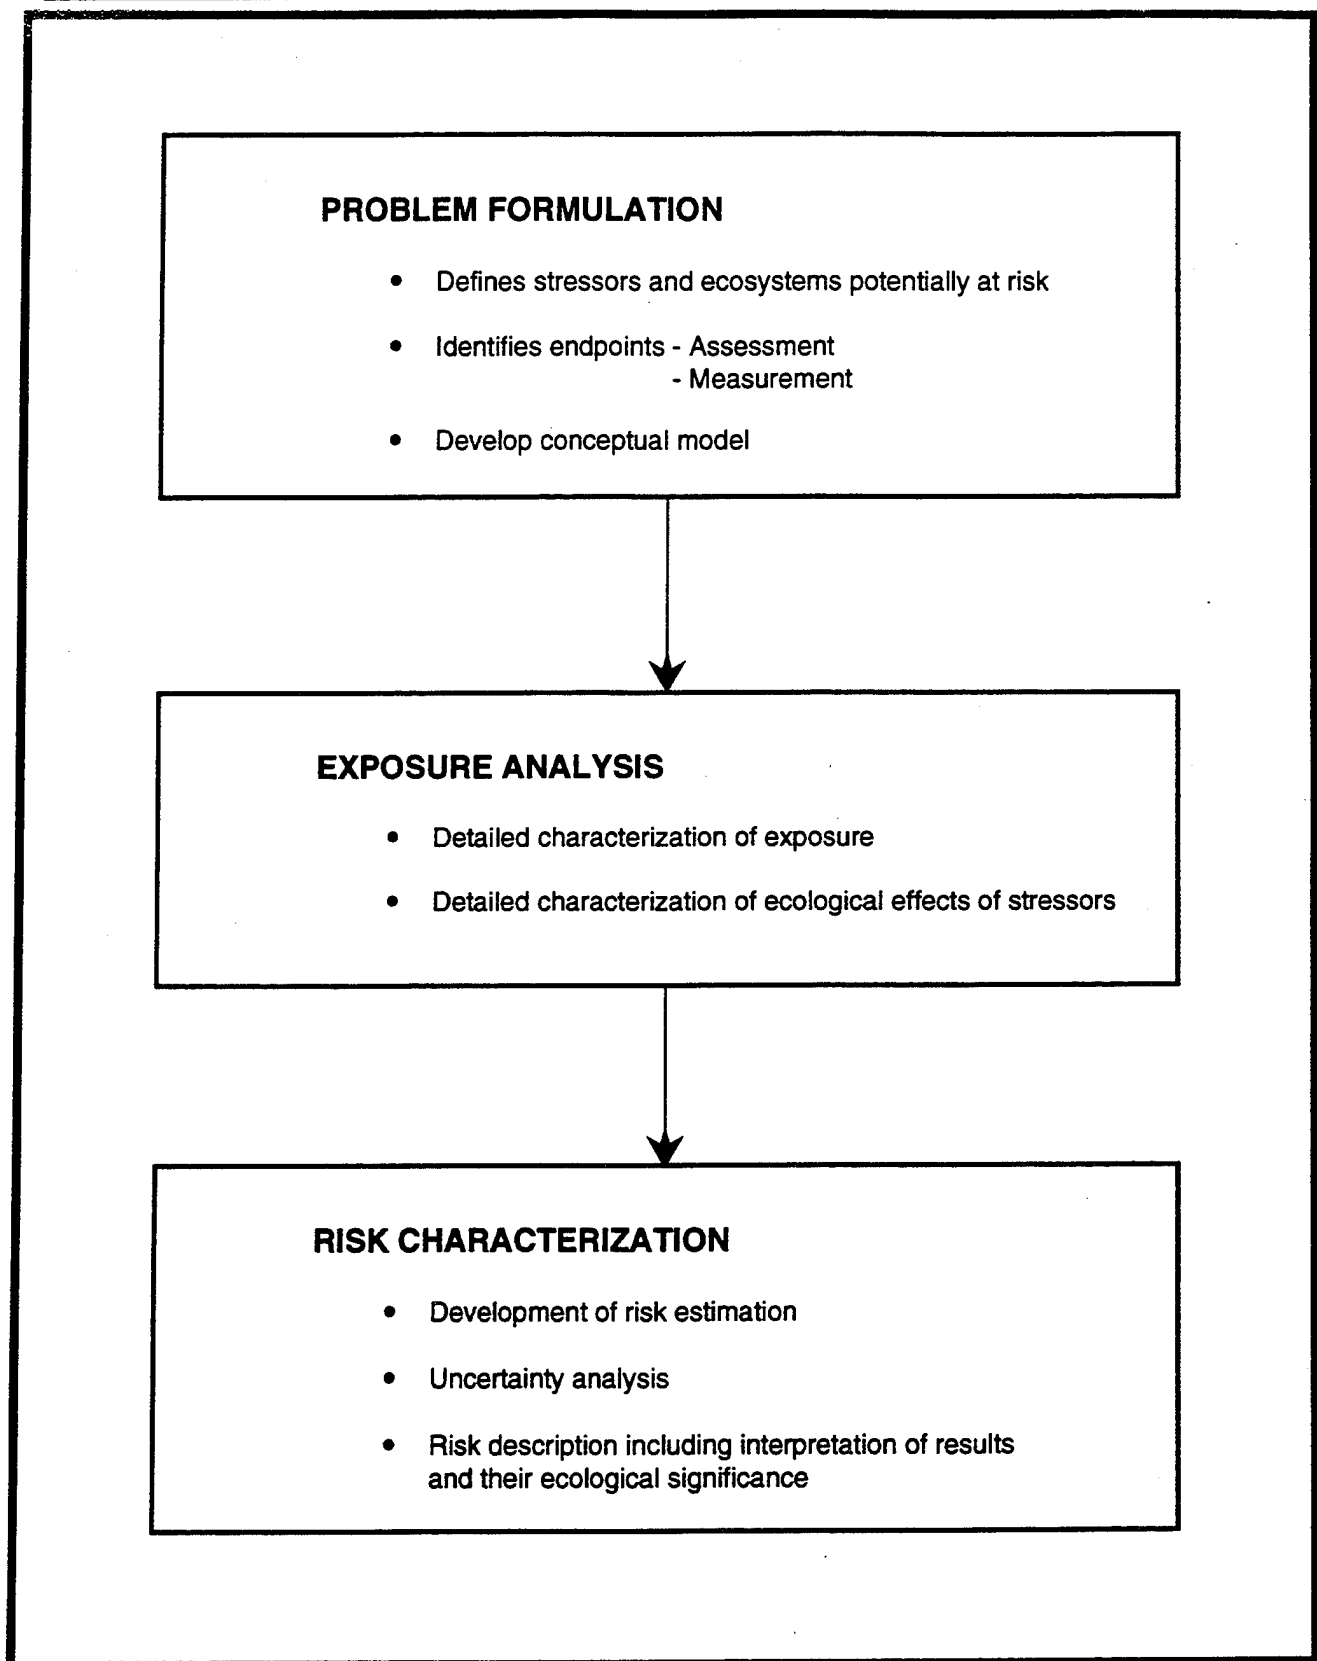 PROBLEM FORMULATION
• Defines stressors and ecosystems potentially at risk
• Identifies endpoints - Assessment
- Measurement
• Develop conceptual model
EXPOSURE ANALYSIS
• Detailed characterization of exposure
• Detailed characterization of ecological effects of stressors
RISK CHARACTERIZATION
• Development of risk estimation
• Uncertainty analysis
• Risk description including interpretation of results
and their ecological significance